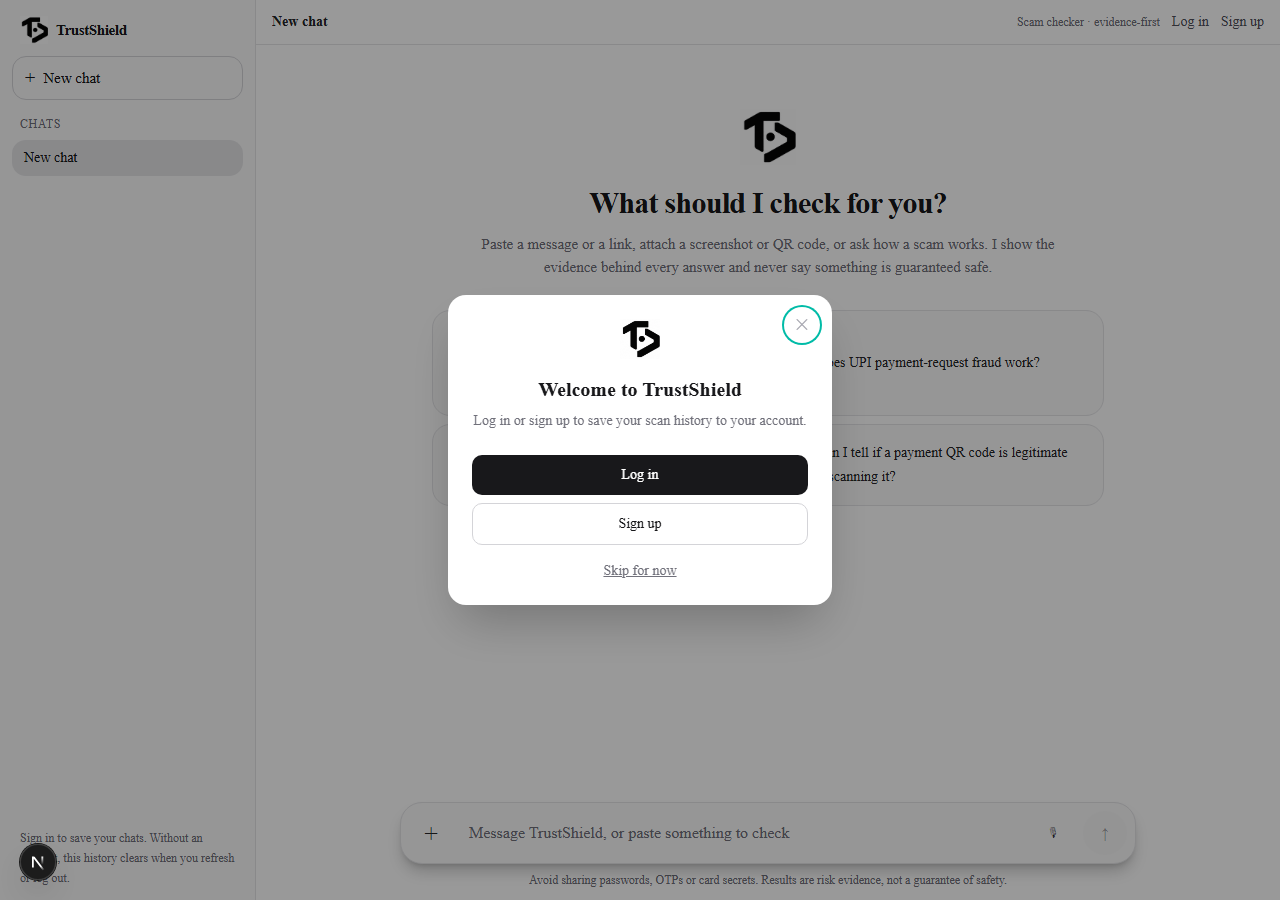 TrustShield
+ New chat
CHATS
New chat
Sign in to save your chats. Without an
, this history clears when you refresh
out.
New chat
Scam checker · evidence-first
Log in
Sign up
What should I check for you?
Paste a message or a link, attach a screenshot or QR code, or ask how a scam works. I show the
evidence behind every answer and never say something is guaranteed safe.
UPI payment-request fraud work?
I tell if a payment QR code is legitimate
scanning it?
Welcome to TrustShield
Log in or sign up to save your scan history to your account.
Log in
Sign up
Skip for now
Message TrustShield, or paste something to check
Avoid sharing passwords, OTPs or card secrets. Results are risk evidence, not a guarantee of safety.
N